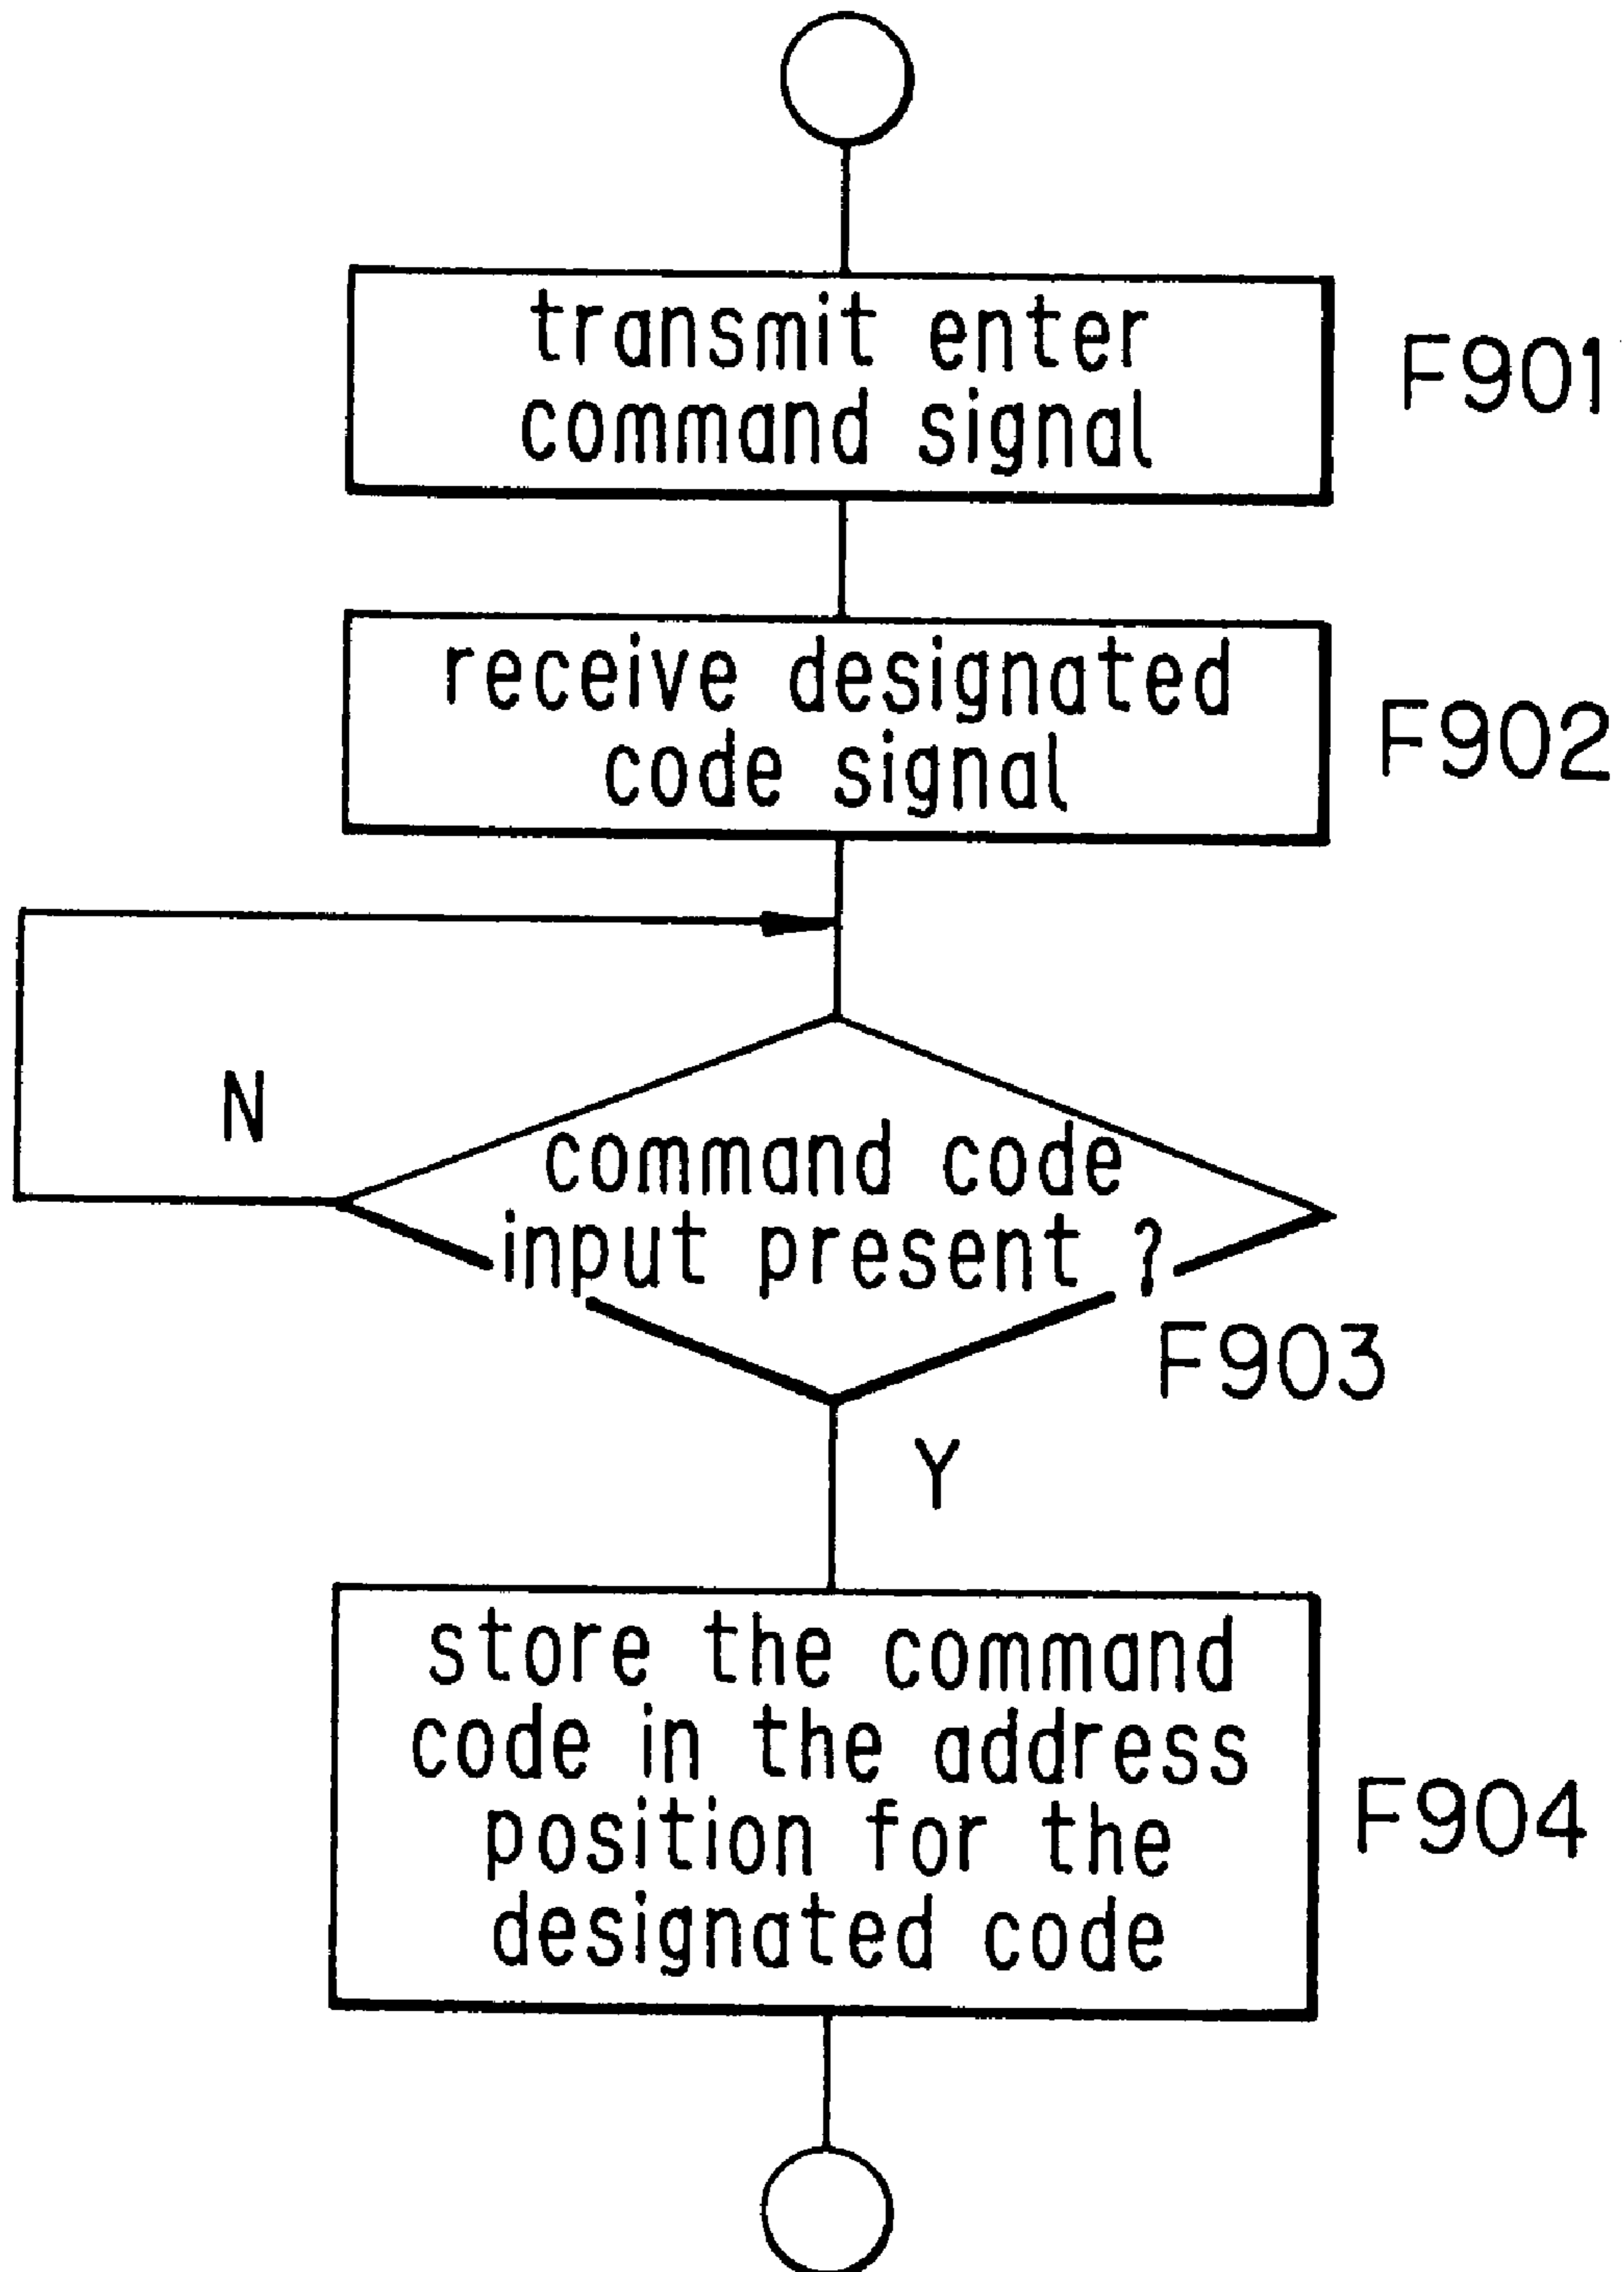 transmit enter
command signal
F901
receive designated
code signal
F902
N
command code
input present ?
F903
Y
store the command
code in the address
position for the
designated code
F904